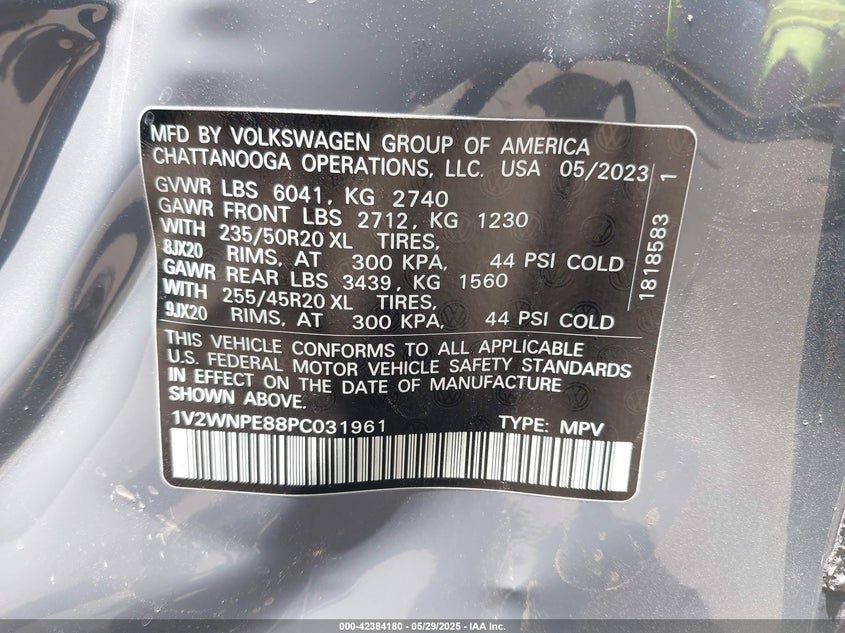 MFD BY VOLKSWAGEN GROUP OF AMERICA
CHATTANOOGA OPERATIONS, LLC. USA 05/2023
GVWR LBS 6041, KG 2740
GAWR FRONT LBS 2712, KG 1230
WITH 235/50R20 XL TIRES,
8JX20 RIMS, AT 300 KPA, 44 PSI COLD
GAWR REAR LBS 3439, KG 1560
WITH 255/45R20 XL TIRES,
9JX20 RIMS, AT 300 KPA, 44 PSI COLD
1818583 1
THIS VEHICLE CONFORMS TO ALL APPLICABLE
U.S. FEDERAL MOTOR VEHICLE SAFETY STANDARDS
IN EFFECT ON THE DATE OF MANUFACTURE
SHOWN ABOVE.
1V2WNPE88PC031961 TYPE: MPV
000-42384180 - 05/29/2025 - IAA Inc.